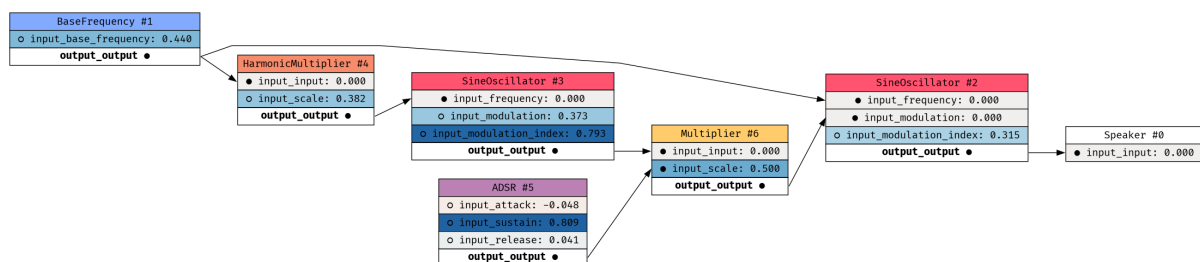 BaseFrequency #1
input_base_frequency: 0.440
output_output
HarmonicMultiplier #4
input_input: 0.000
input_scale: 0.382
output_output
SineOscillator #3
input_frequency: 0.000
input_modulation: 0.373
input_modulation_index: 0.793
output_output
ADSR #5
input_attack: -0.048
input_sustain: 0.809
input_release: 0.041
output_output
Multiplier #6
input_input: 0.000
input_scale: 0.500
output_output
SineOscillator #2
input_frequency: 0.000
input_modulation: 0.000
input_modulation_index: 0.315
output_output
Speaker #0
input_input: 0.000